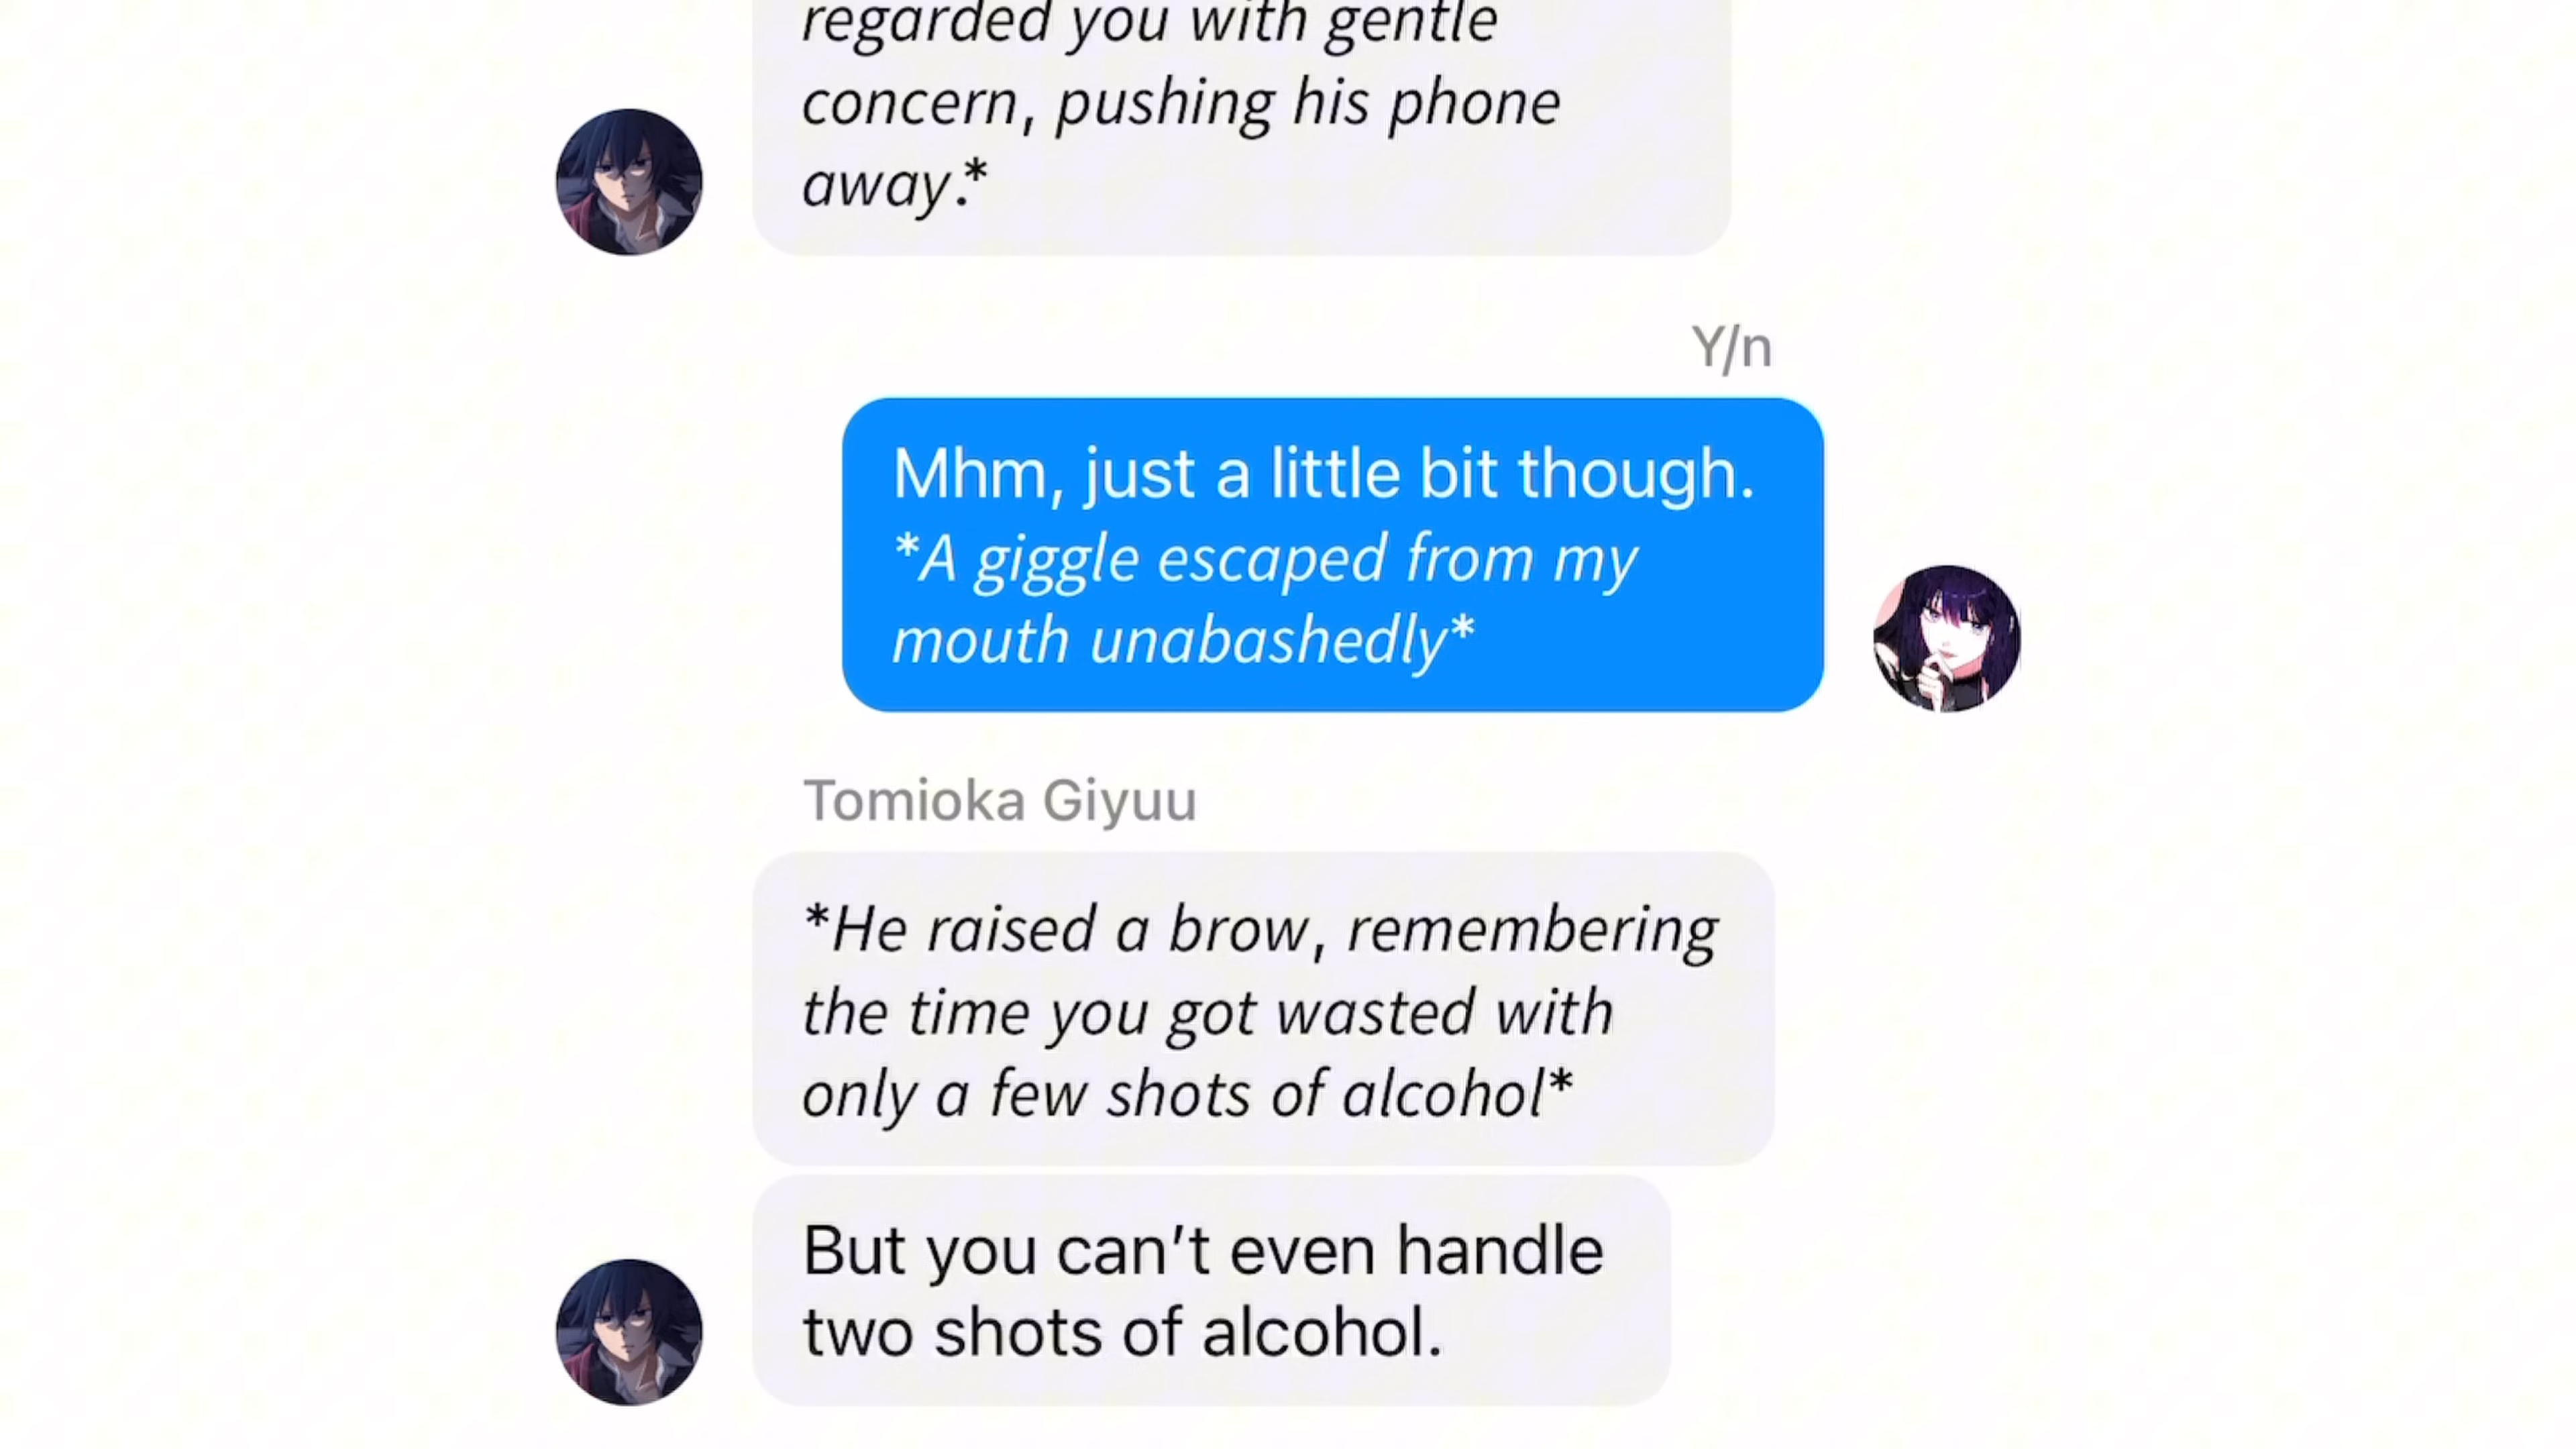 regarded you with gentle
concern, pushing his phone
away.*
Y/n
Mhm, just a little bit though.
*A giggle escaped from my
mouth unabashedly*
Tomioka Giyuu
*He raised a brow, remembering
the time you got wasted with
only a few shots of alcohol*
But you can't even handle
two shots of alcohol.